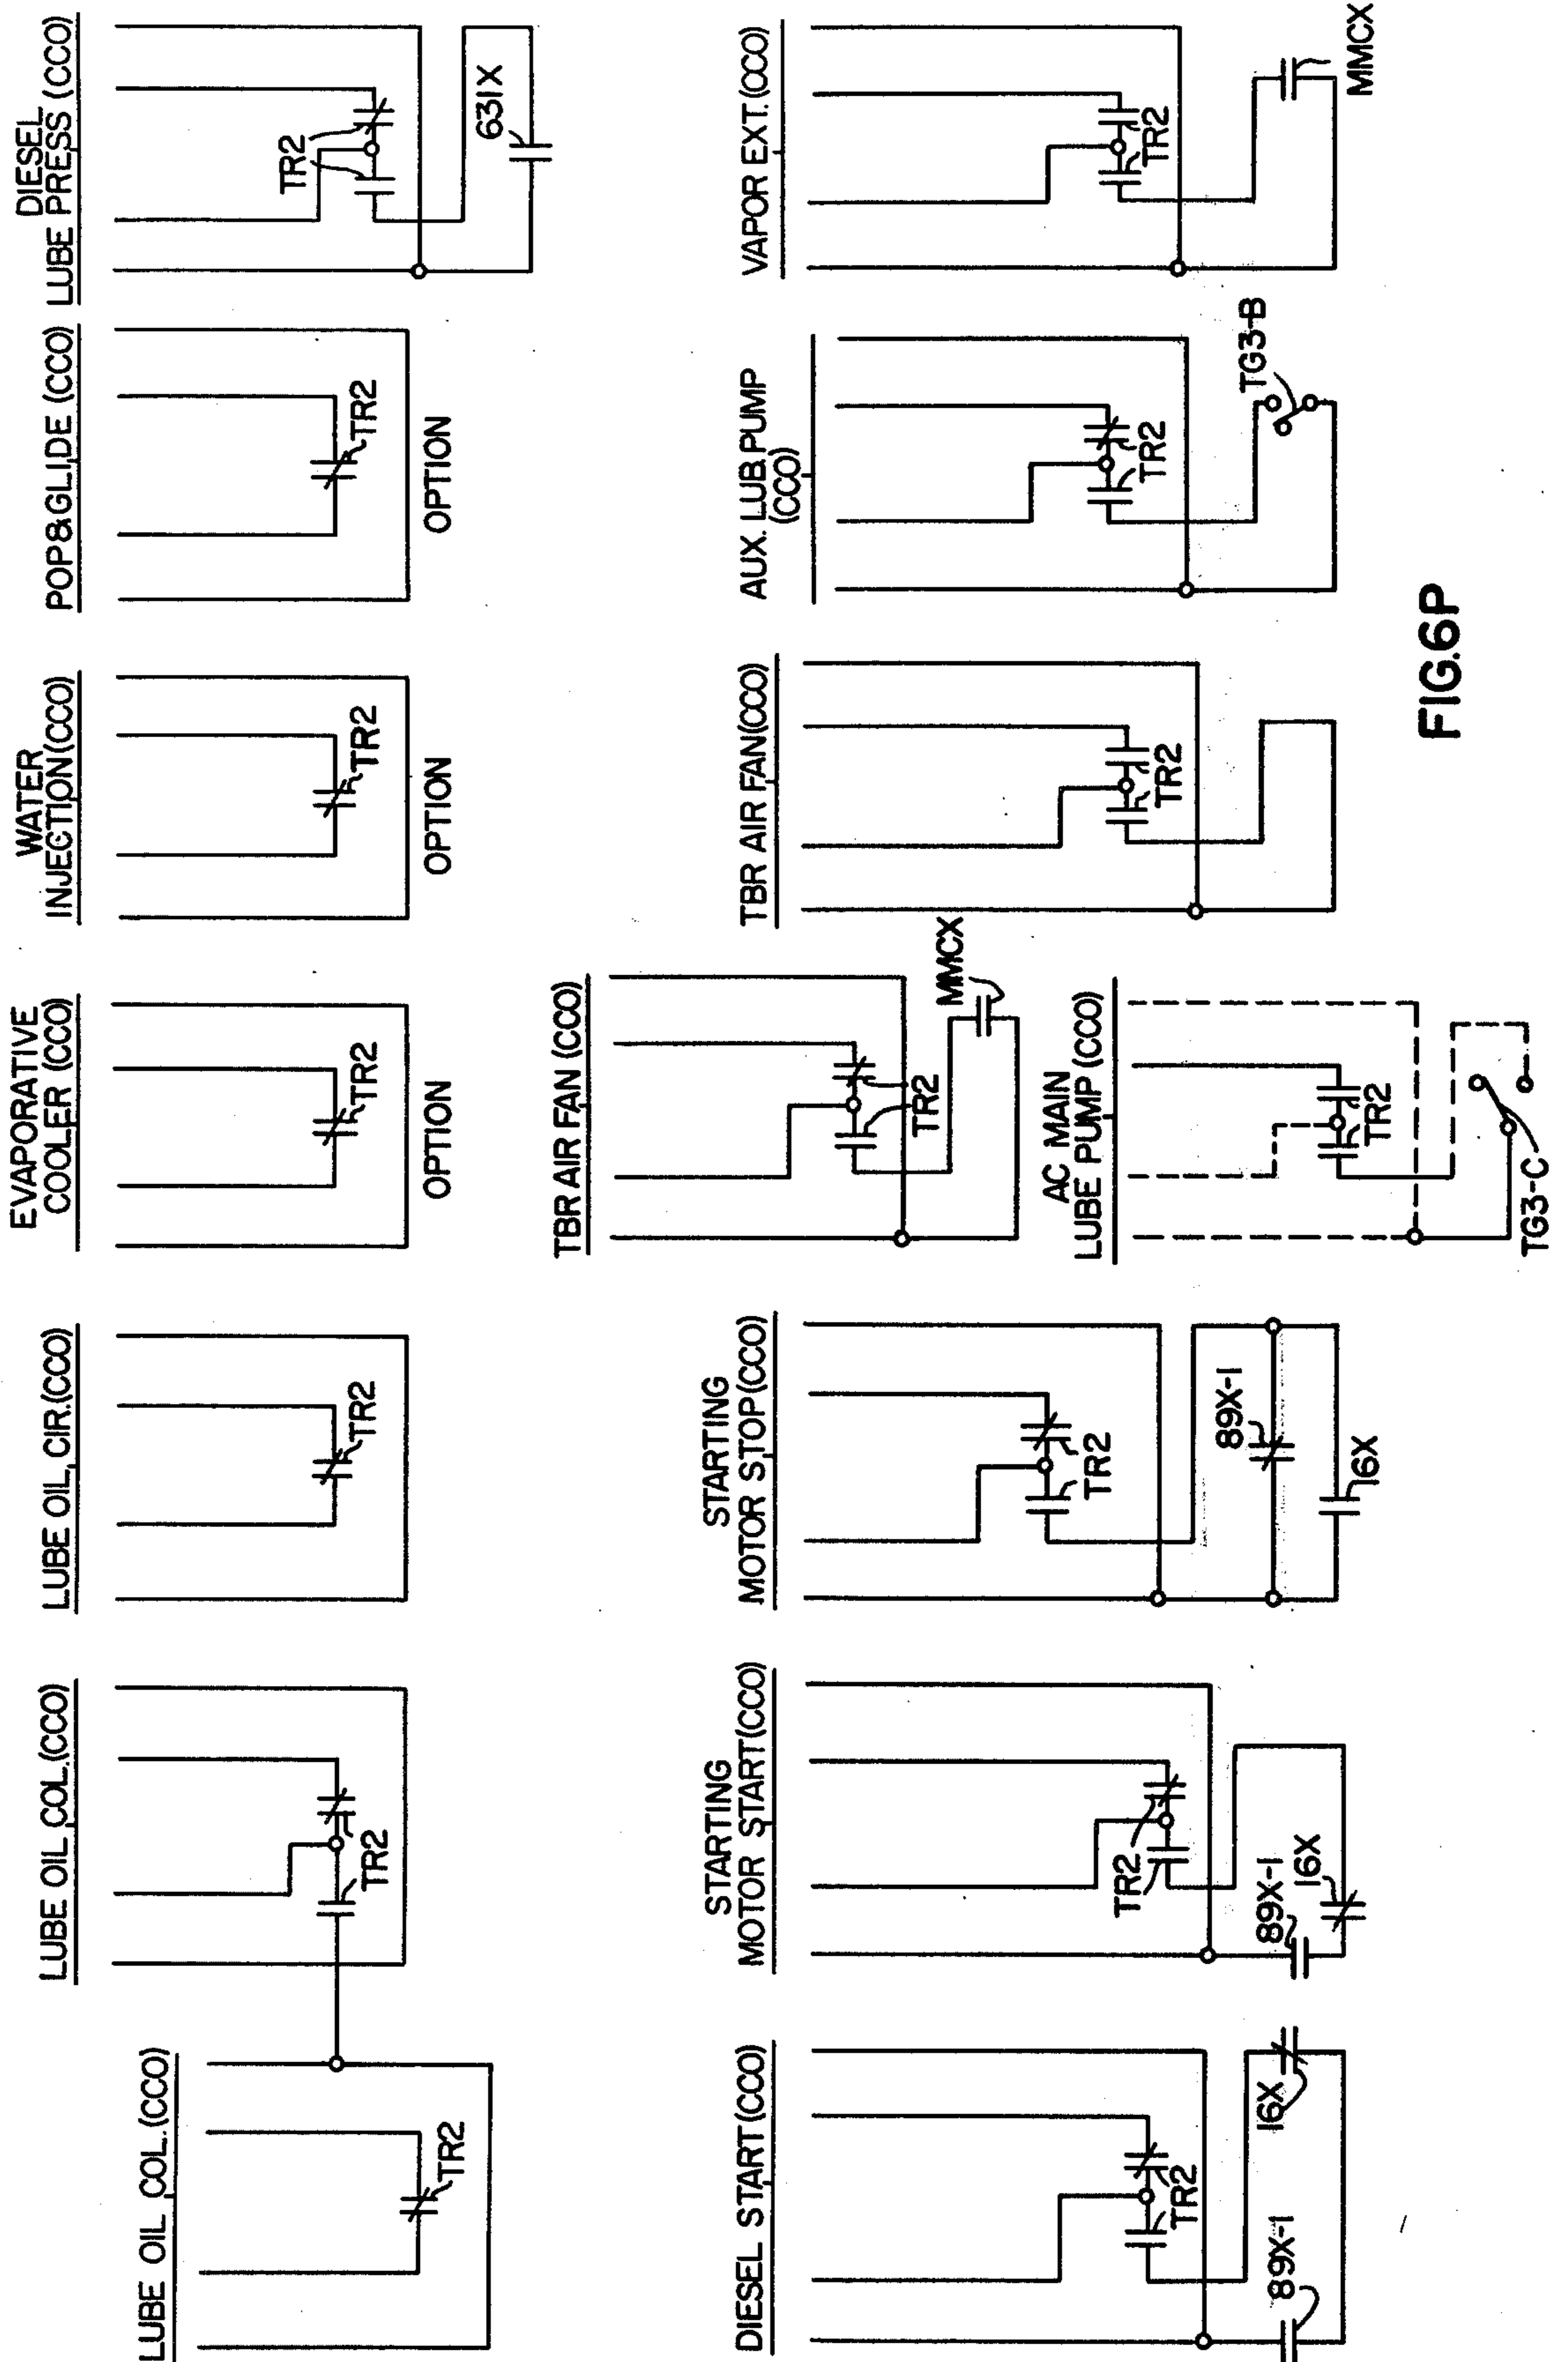 LUBE OIL COL.(CCO)
TR2
LUBE OIL COL.(CCO)
TR2
LUBE OIL CIR.(CCO)
TR2
EVAPORATIVE
COOLER (CCO)
TR2
OPTION
WATER
INJECTION(CCO)
TR2
OPTION
POP&GLIDE (CCO)
TR2
OPTION
DIESEL
LUBE PRESS (CCO)
TR2
631X
DIESEL START(CCO)
TR2
89X-1
16X
STARTING
MOTOR START(CCO)
TR2
89X-1
16X
STARTING
MOTOR STOP(CCO)
TR2
89X-1
16X
TBR AIR FAN (CCO)
TR2
MMCX
AC MAIN
LUBE PUMP (CCO)
TR2
TG3-C
TBR AIR FAN(CCO)
TR2
AUX. LUB. PUMP
(CCO)
TR2
TG3-B
VAPOR EXT. (CCO)
TR2
MMCX
FIG.6P